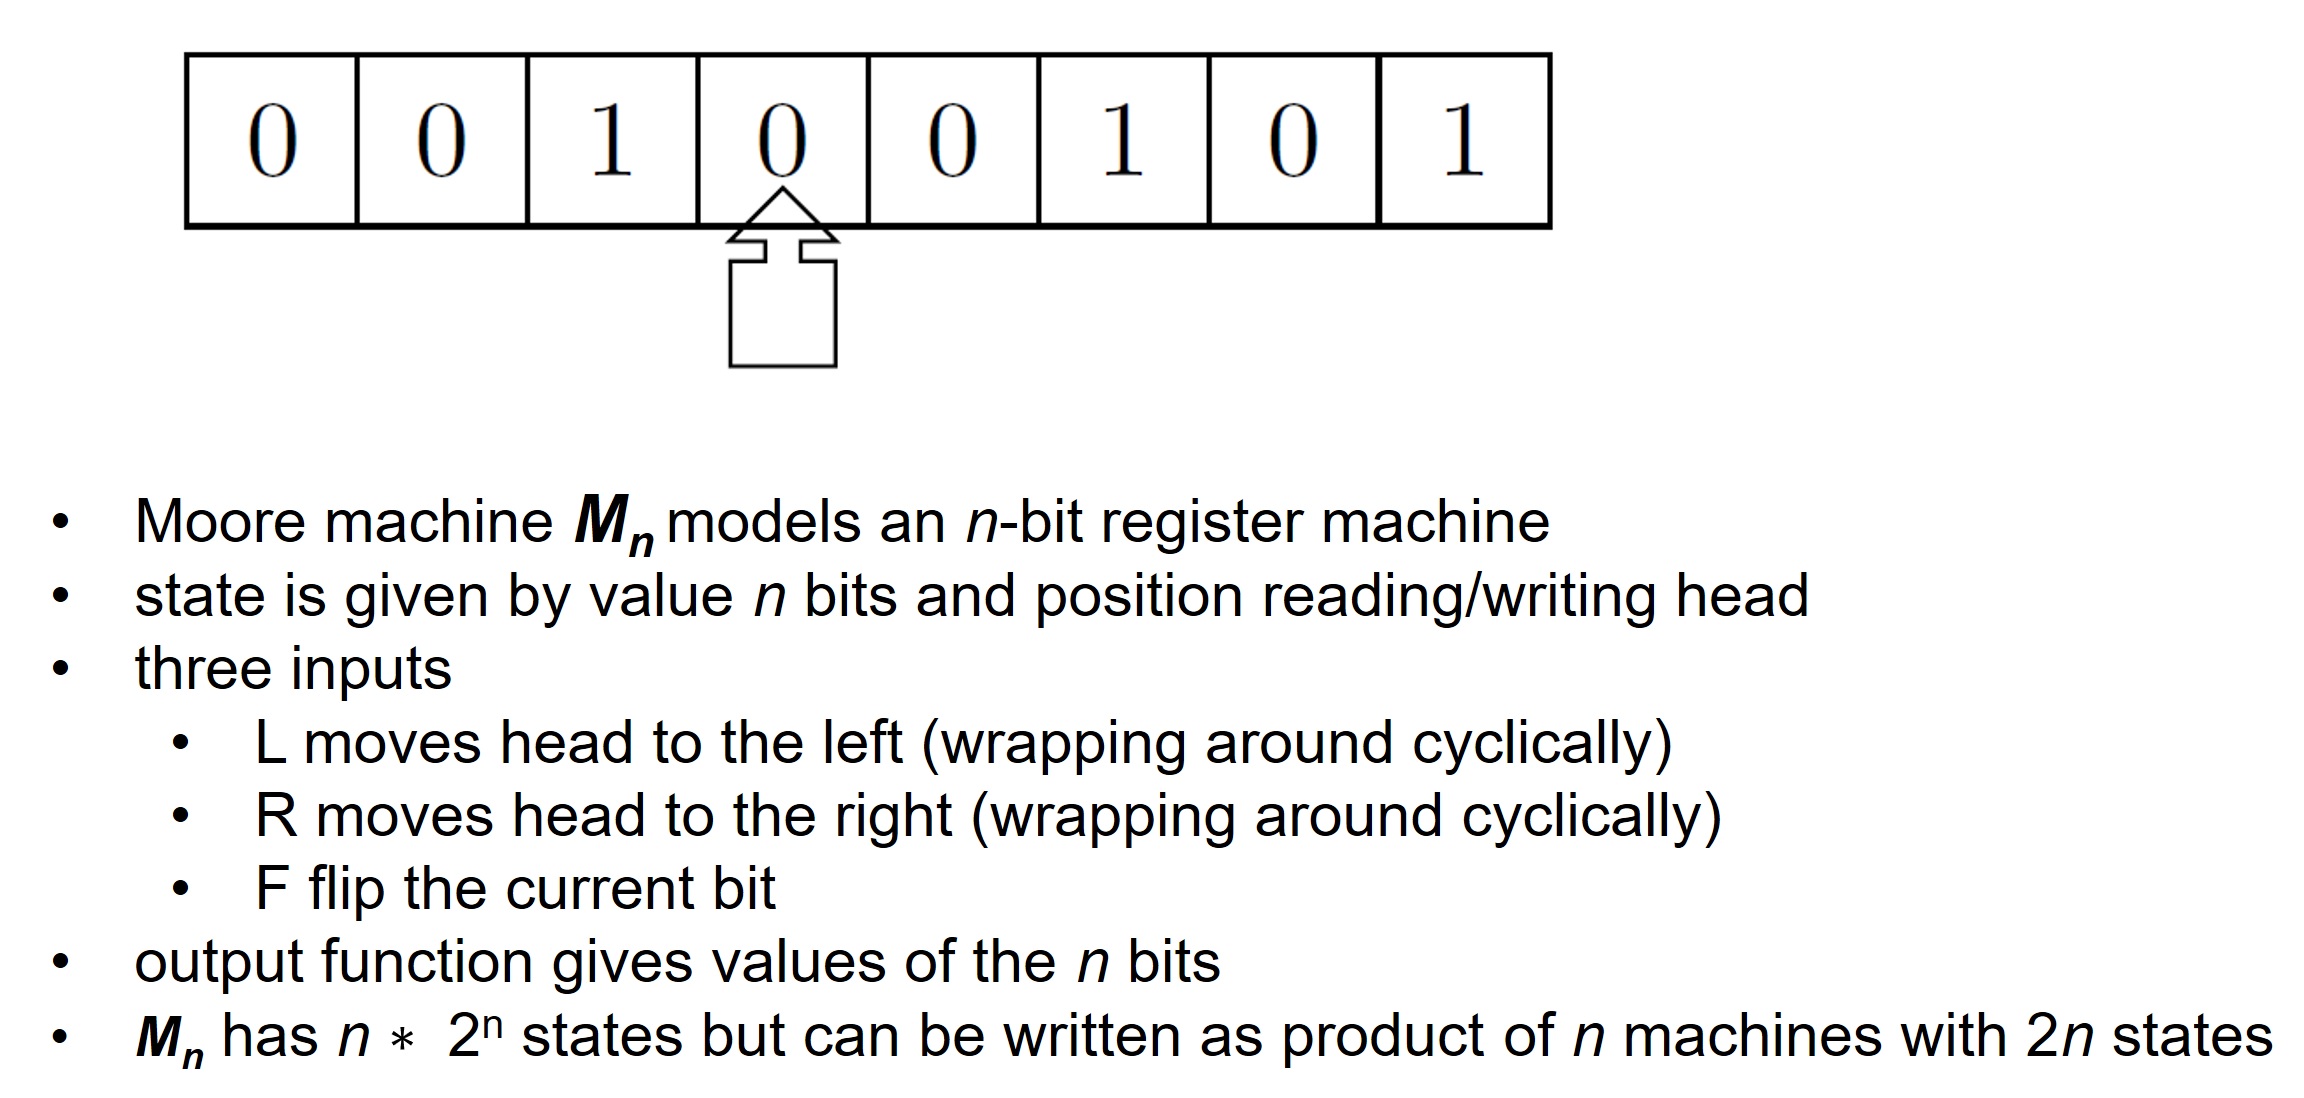 0 0 1 0 0 1 0 1
• Moore machine Mₙ models an n-bit register machine
• state is given by value n bits and position reading/writing head
• three inputs
• L moves head to the left (wrapping around cyclically)
• R moves head to the right (wrapping around cyclically)
• F flip the current bit
• output function gives values of the n bits
• Mₙ has n * 2ⁿ states but can be written as product of n machines with 2n states